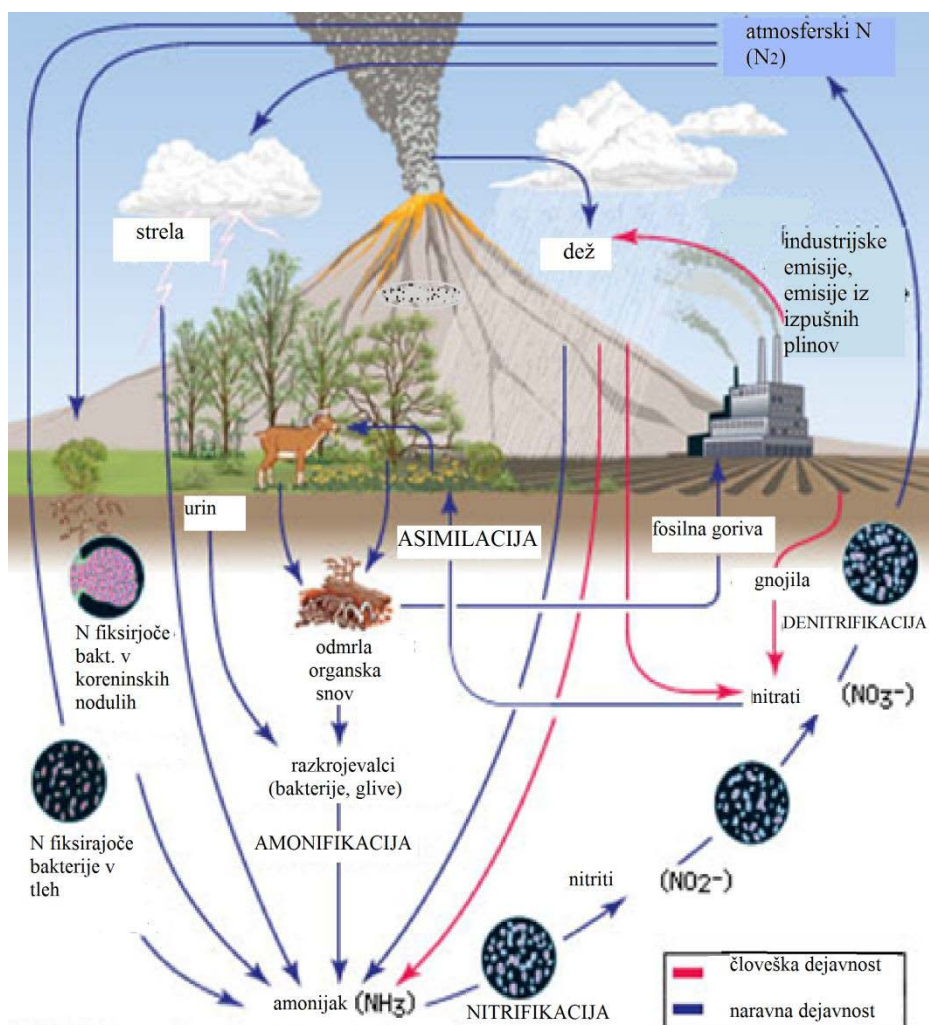 atmosferski N
(N2)
strela
dež
industrijske
emisije,
emisije iz
izpušnih
plinov
urin
ASIMILACIJA
fosilna goriva
gnojila
DENITRIFIKACIJA
N fiksirjoče
bakt. v
koreninskih
nodulih
odmrla
organska
snov
nitrati
(NO3-)
razkrojevalci
(bakterije, glive)
N fiksirajoče
bakterije v
tleh
AMONIFIKACIJA
nitriti
(NO2-)
amonijak (NH3)
NITRIFIKACIJA
človeška dejavnost
naravna dejavnost